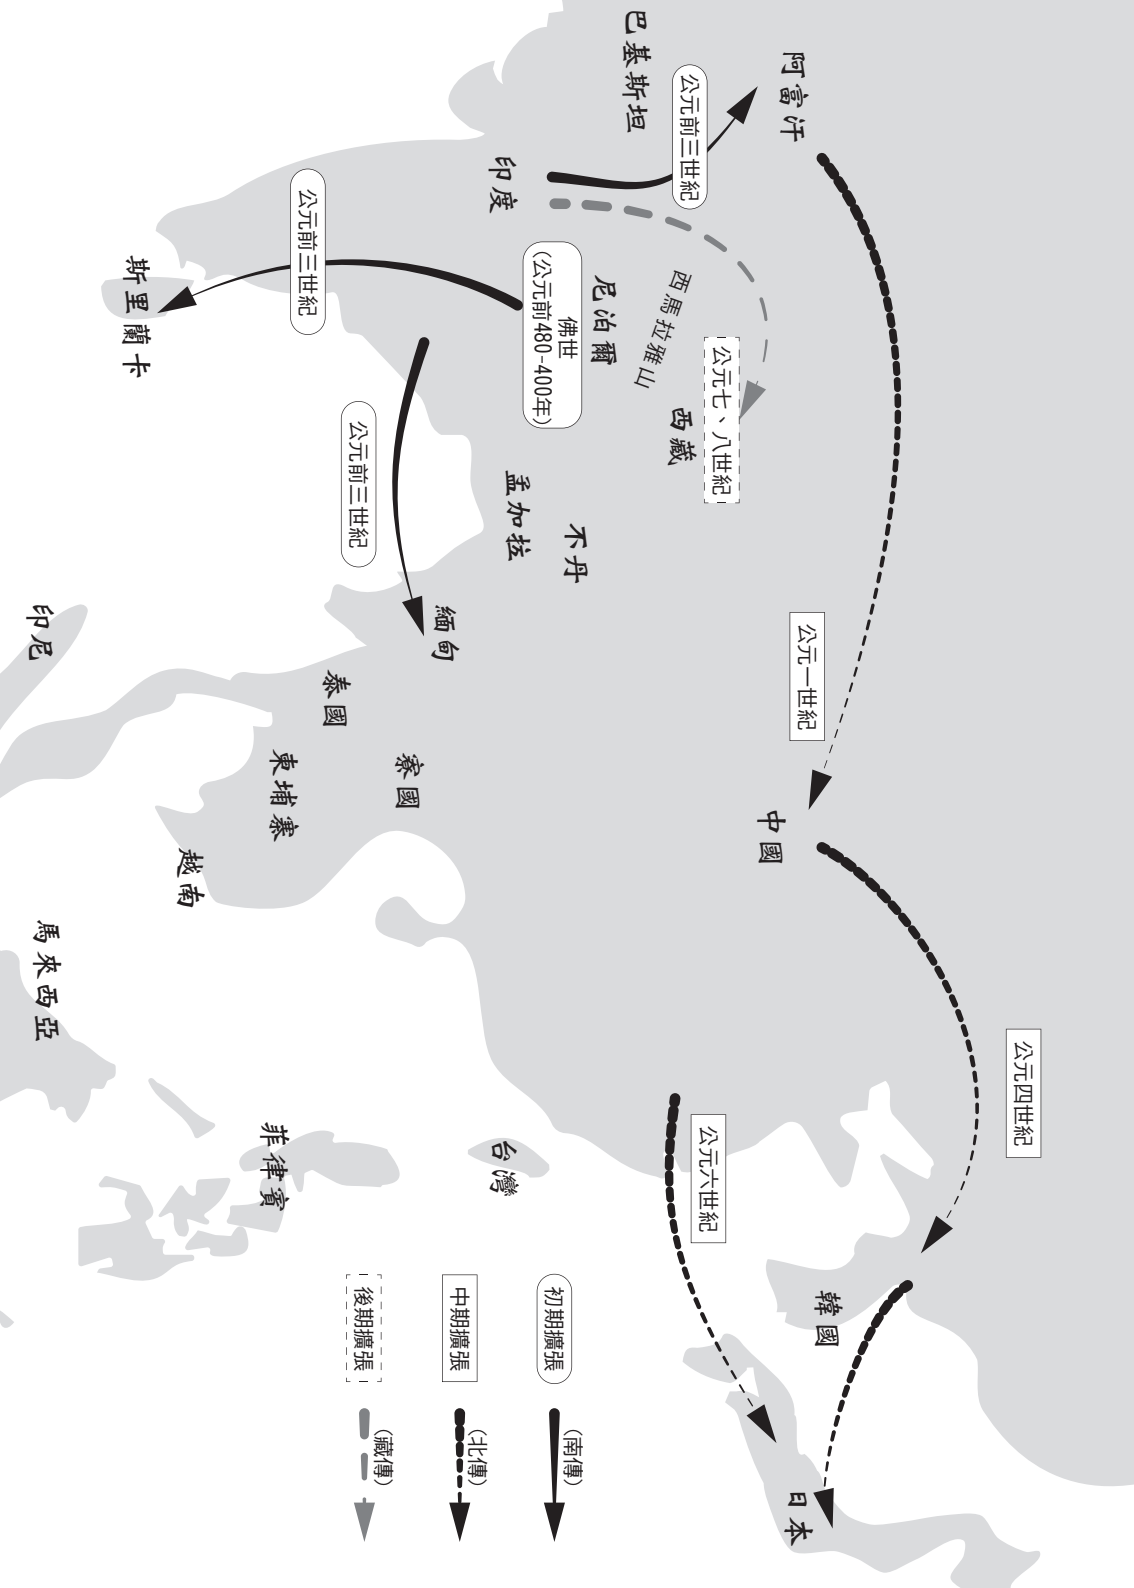 巴基斯坦
阿富汗
公元前三世紀
印度
公元前三世紀
斯里蘭卡
佛世
(公元前480-400年)
尼泊爾
西馬拉雅山
公元七、八世紀
西藏
公元前三世紀
孟加拉
不丹
緬甸
公元一世紀
中國
印尼
泰國
寮國
柬埔寨
越南
馬來西亞
菲律賓
台灣
公元四世紀
公元六世紀
韓國
日本
初期擴張
(南傳)
中期擴張
(北傳)
後期擴張
(藏傳)